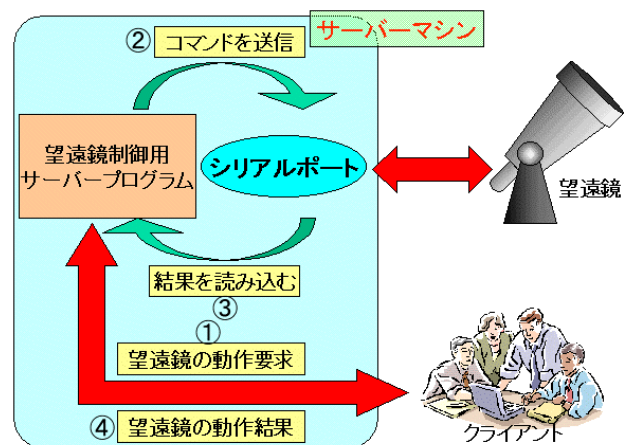 サーバーマシン
② コマンドを送信
望遠鏡制御用
サーバープログラム
シリアルポート
望遠鏡
結果を読み込む
③
①
望遠鏡の動作要求
④ 望遠鏡の動作結果
クライアント